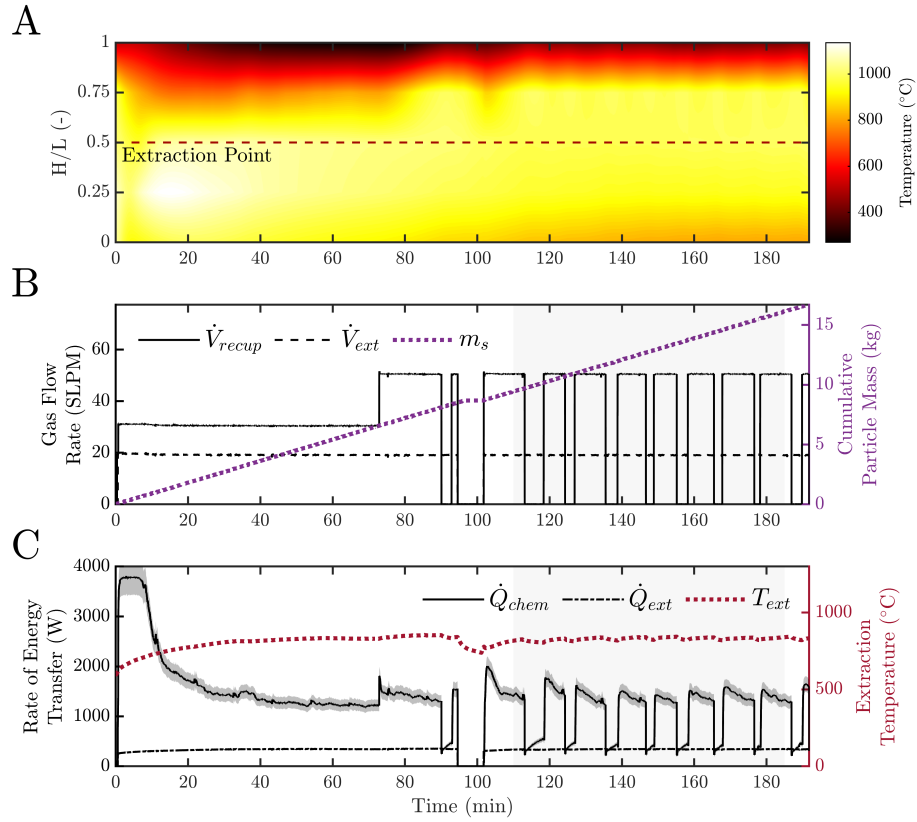 A
1
0.75
0.5
0.25
0
H/L (-)
Extraction Point
0 20 40 60 80 100 120 140 160 180
1000
800
600
400
Temperature (°C)
B
V̇recup V̇ext ms
60
40
20
0
Gas Flow
Rate (SLPM)
15
10
5
0
Cumulative
Particle Mass (kg)
0 20 40 60 80 100 120 140 160 180
C
Q̇chem Q̇ext Text
4000
3000
2000
1000
0
Rate of Energy
Transfer (W)
1000
500
0
Extraction
Temperature (°C)
0 20 40 60 80 100 120 140 160 180
Time (min)